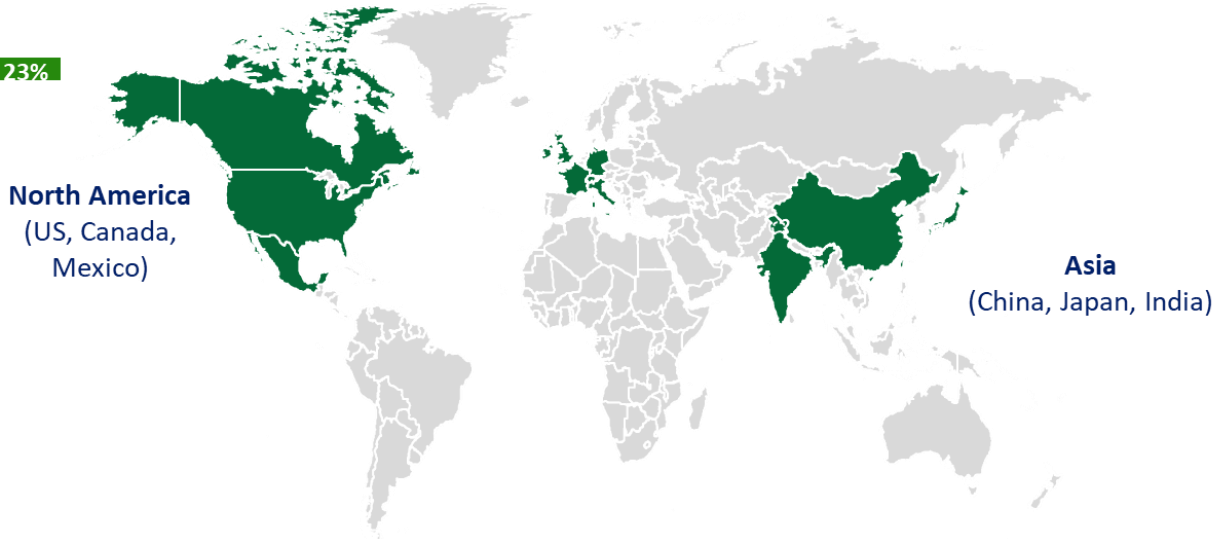 23%
North America
(US, Canada,
Mexico)
Asia
(China, Japan, India)